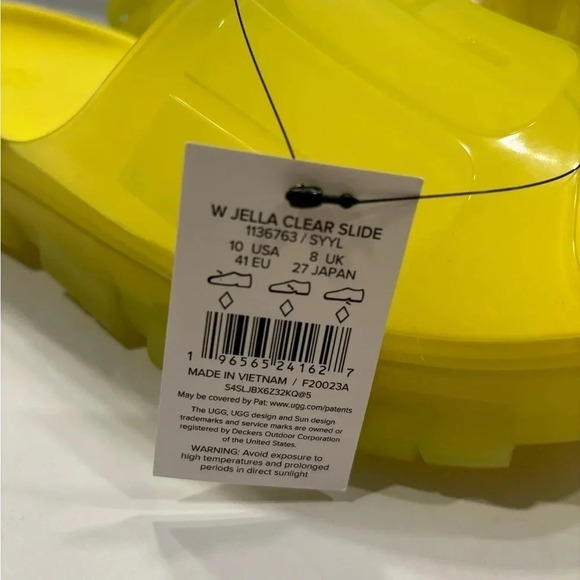 W JELLA CLEAR SLIDE
1136763 / SYYL
10 USA 8 UK
41 EU 27 JAPAN
1 96565 24162 7
MADE IN VIETNAM / F20023A
S4SLJBX6Z32KQ@5
May be covered by Pat: www.ugg.com/patents
The UGG, UGG design and Sun design
trademarks and service marks are owned or
registered by Deckers Outdoor Corporation
of the United States.
WARNING: Avoid exposure to
high temperatures and prolonged
periods in direct sunlight